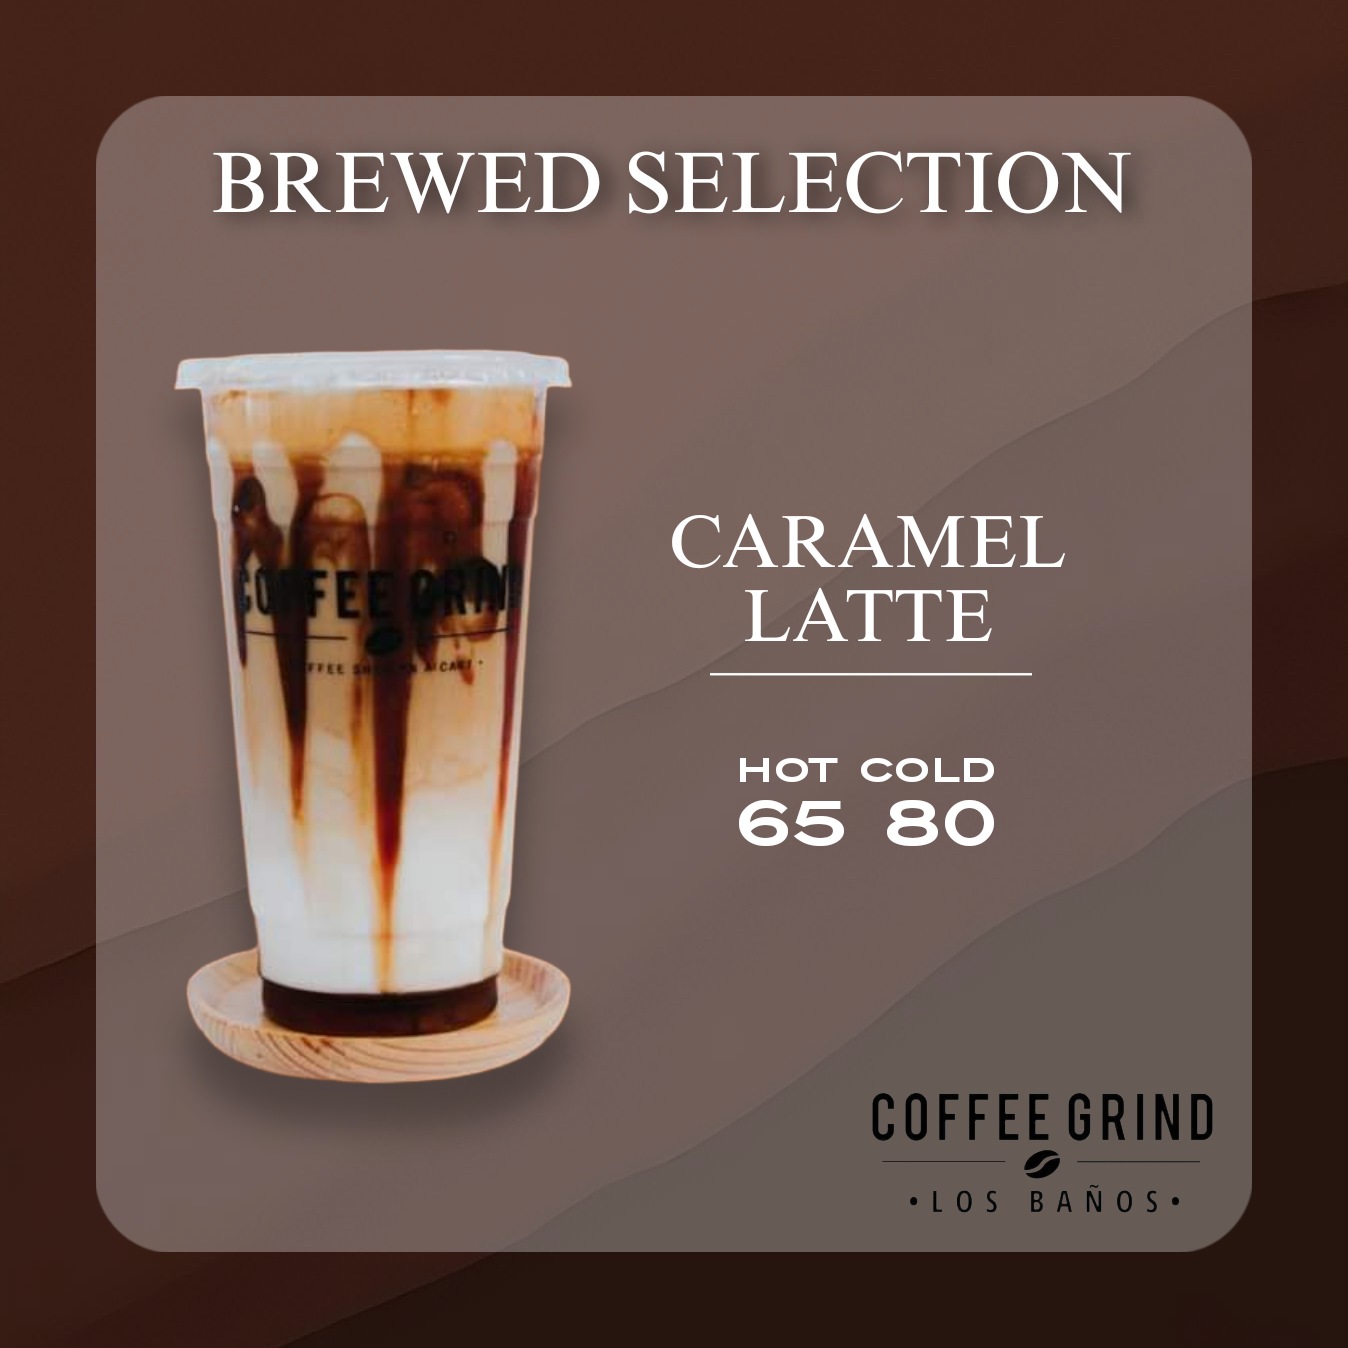 BREWED SELECTION
COFFEE GRIND
CARAMEL
LATTE
HOT COLD
65 80
COFFEE GRIND
• LOS BAÑOS •